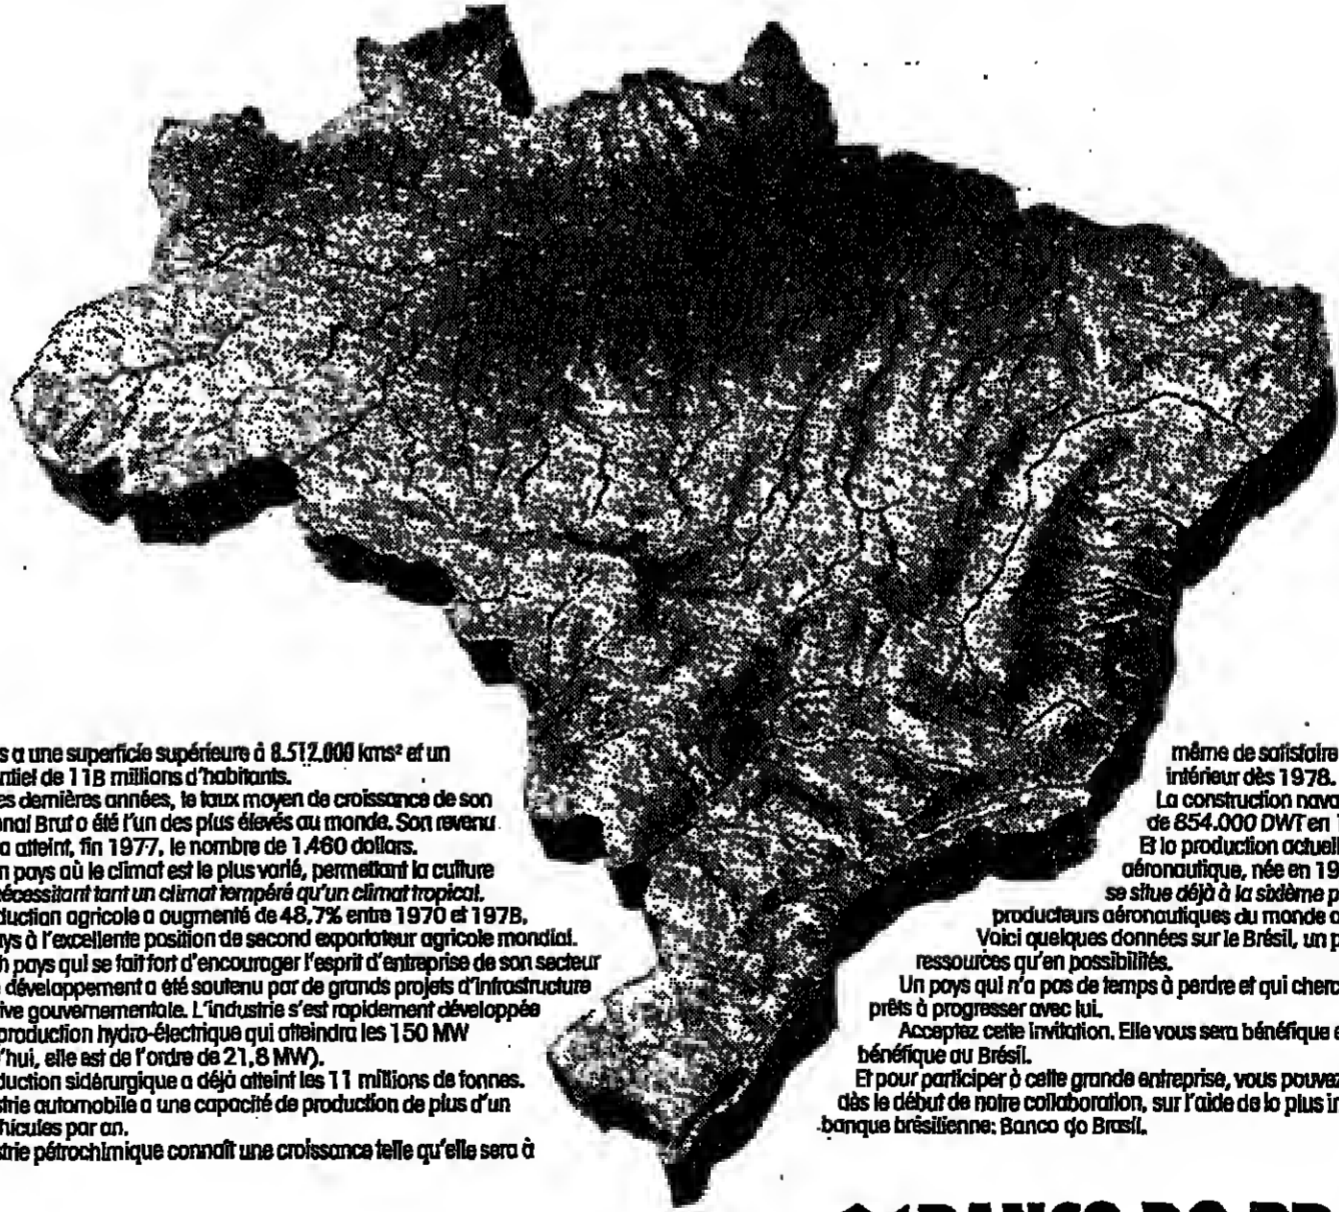 s a une superficie supérieure à 8.512.000 kms² et un
ntiel de 118 millions d'habitants.
es dernières années, le taux moyen de croissance de son
onal Brut a été l'un des plus élevés au monde. Son revenu
a atteint, fin 1977, le nombre de 1.460 dollars.
n pays où le climat est le plus varié, permettant la culture
nécessitant tant un climat tempéré qu'un climat tropical.
duction agricole a augmenté de 48,7% entre 1970 et 1978,
ys à l'excellente position de second exportateur agricole mondial.
n pays qui se fait fort d'encourager l'esprit d'entreprise de son secteur
développement a été soutenu par de grands projets d'infrastructure
ive gouvernementale. L'industrie s'est rapidement développée
production hydro-électrique qui atteindra les 150 MW
'hui, elle est de l'ordre de 21,8 MW).
duction sidérurgique a déjà atteint les 11 millions de tonnes.
strie automobile a une capacité de production de plus d'un
hicules par an.
strie pétrochimique connaît une croissance telle qu'elle sera à
même de satisfaire
intérieur dès 1978.
La construction nava
de 654.000 DWT en 1
Et la production actuell
aéronautique, née en 19
se situe déjà à la sixième p
producteurs aéronautiques du monde o
Voici quelques données sur le Brésil, un p
ressources qu'en possibilités.
Un pays qui n'a pas de temps à perdre et qui cherc
prêts à progresser avec lui.
Acceptez cette invitation. Elle vous sera bénéfique e
bénéfique au Brésil.
Et pour participer à cette grande entreprise, vous pouvez
dès le début de notre collaboration, sur l'aide de la plus im
banque brésilienne: Banco do Brasil.
BANCO DO BR